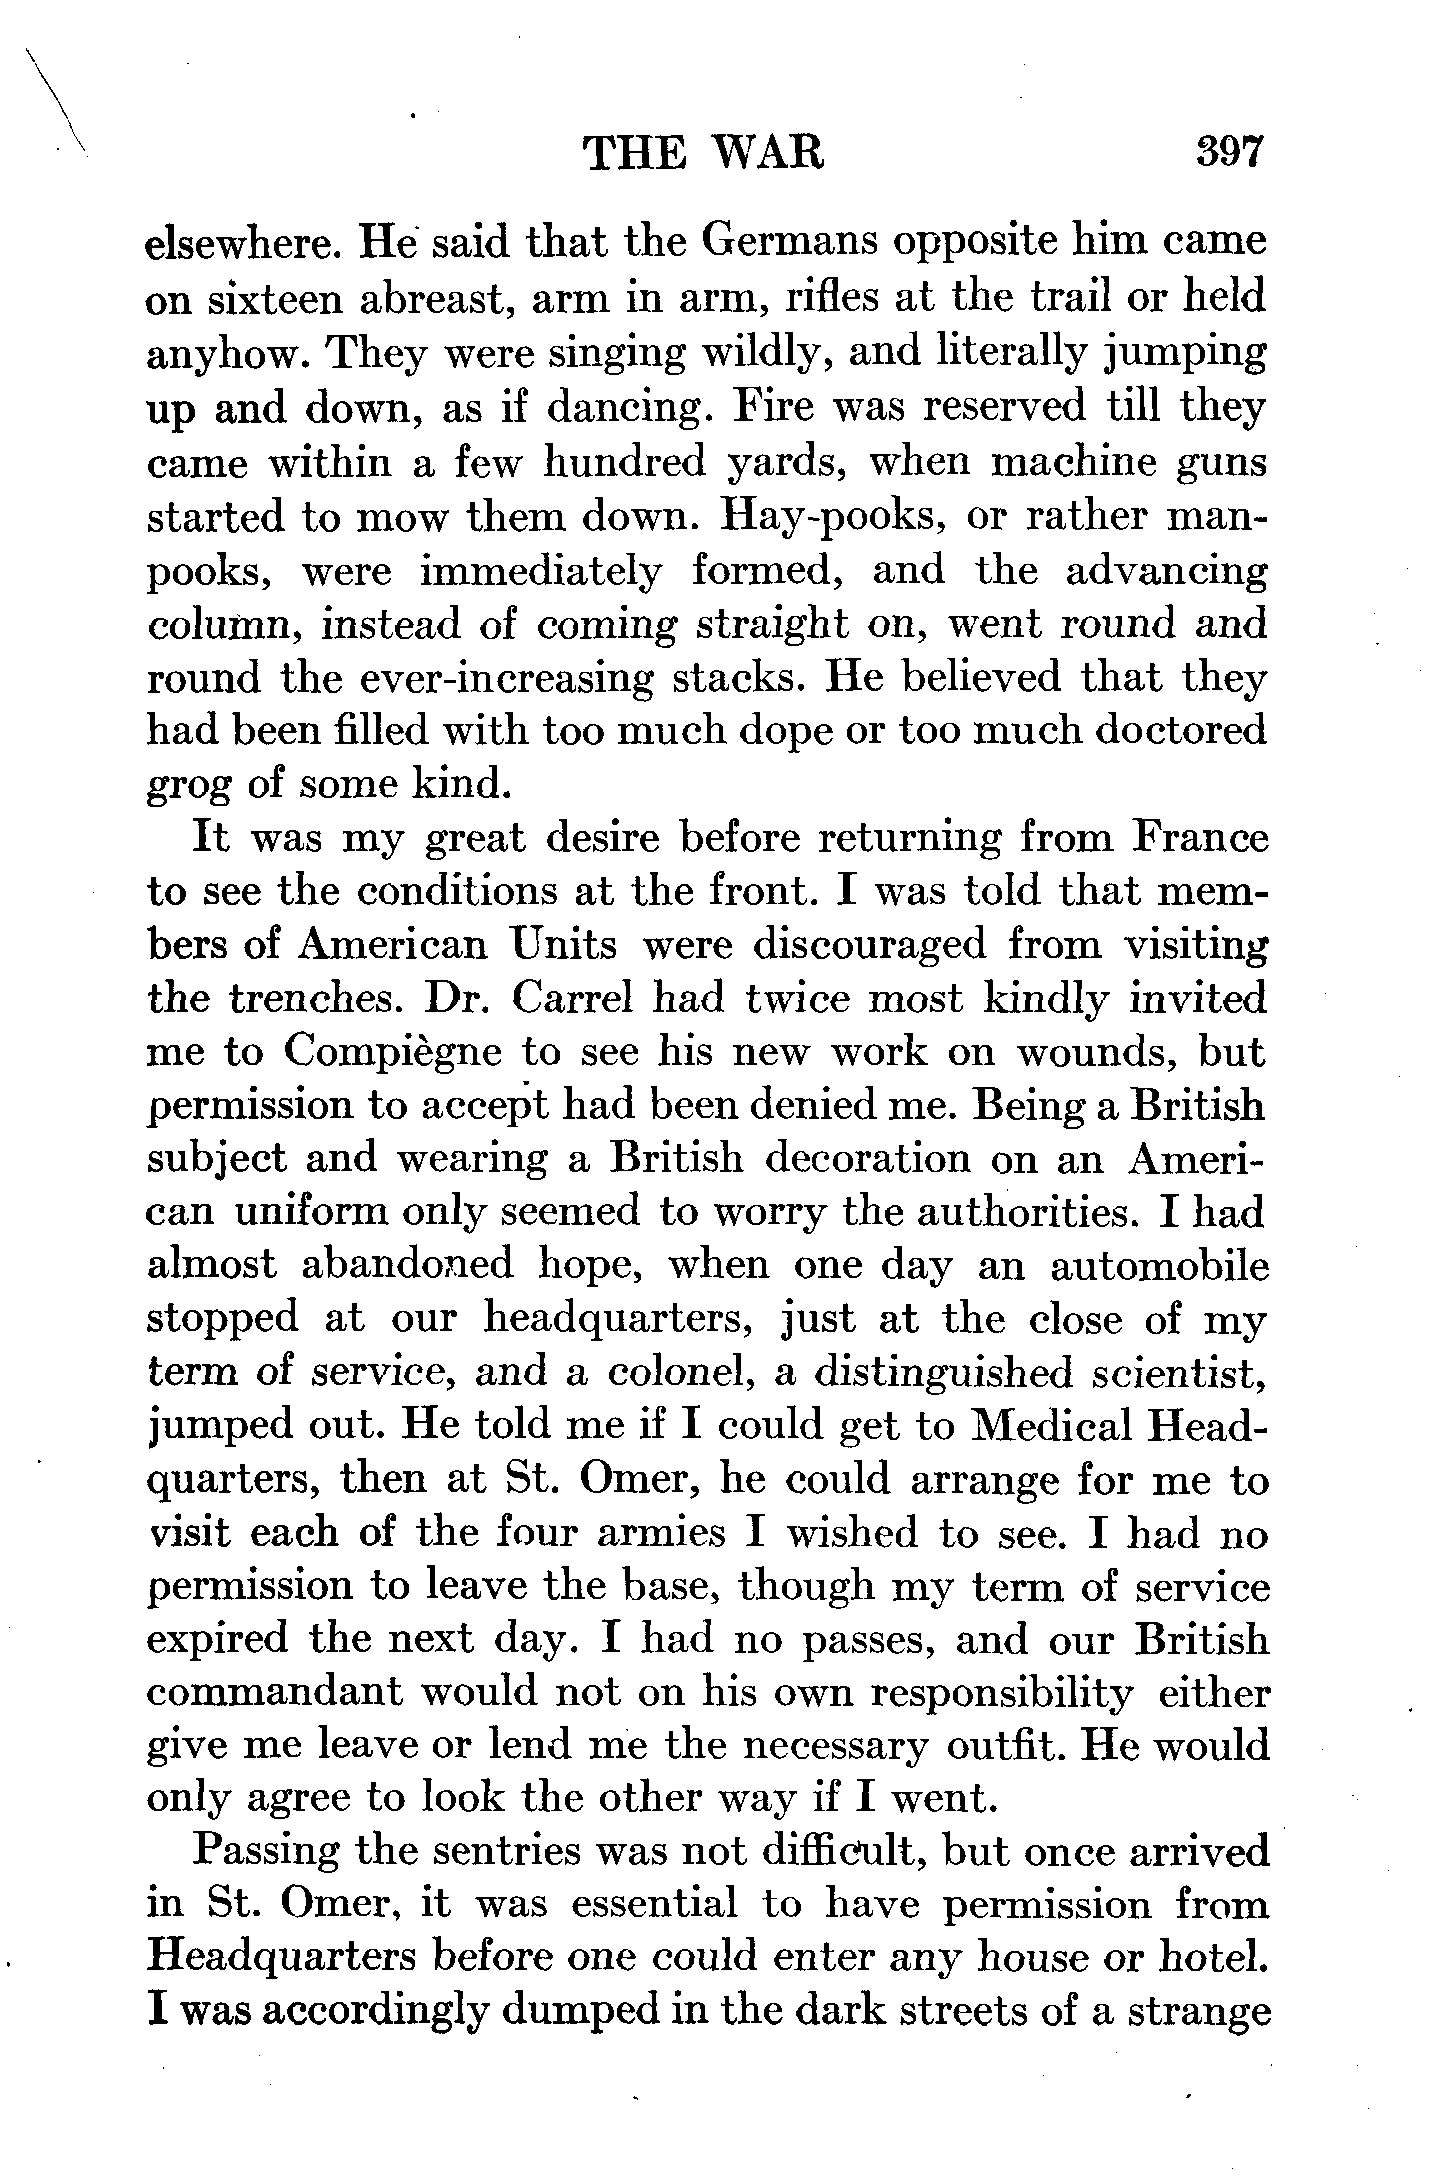 THE WAR 397
elsewhere. He said that the Germans opposite him came
on sixteen abreast, arm in arm, rifles at the trail or held
anyhow. They were singing wildly, and literally jumping
up and down, as if dancing. Fire was reserved till they
came within a few hundred yards, when machine guns
started to mow them down. Hay-pooks, or rather man-
pooks, were immediately formed, and the advancing
column, instead of coming straight on, went round and
round the ever-increasing stacks. He believed that they
had been filled with too much dope or too much doctored
grog of some kind.
It was my great desire before returning from France
to see the conditions at the front. I was told that mem-
bers of American Units were discouraged from visiting
the trenches. Dr. Carrel had twice most kindly invited
me to Compiègne to see his new work on wounds, but
permission to accept had been denied me. Being a British
subject and wearing a British decoration on an Ameri-
can uniform only seemed to worry the authorities. I had
almost abandoned hope, when one day an automobile
stopped at our headquarters, just at the close of my
term of service, and a colonel, a distinguished scientist,
jumped out. He told me if I could get to Medical Head-
quarters, then at St. Omer, he could arrange for me to
visit each of the four armies I wished to see. I had no
permission to leave the base, though my term of service
expired the next day. I had no passes, and our British
commandant would not on his own responsibility either
give me leave or lend me the necessary outfit. He would
only agree to look the other way if I went.
Passing the sentries was not difficult, but once arrived
in St. Omer, it was essential to have permission from
Headquarters before one could enter any house or hotel.
I was accordingly dumped in the dark streets of a strange